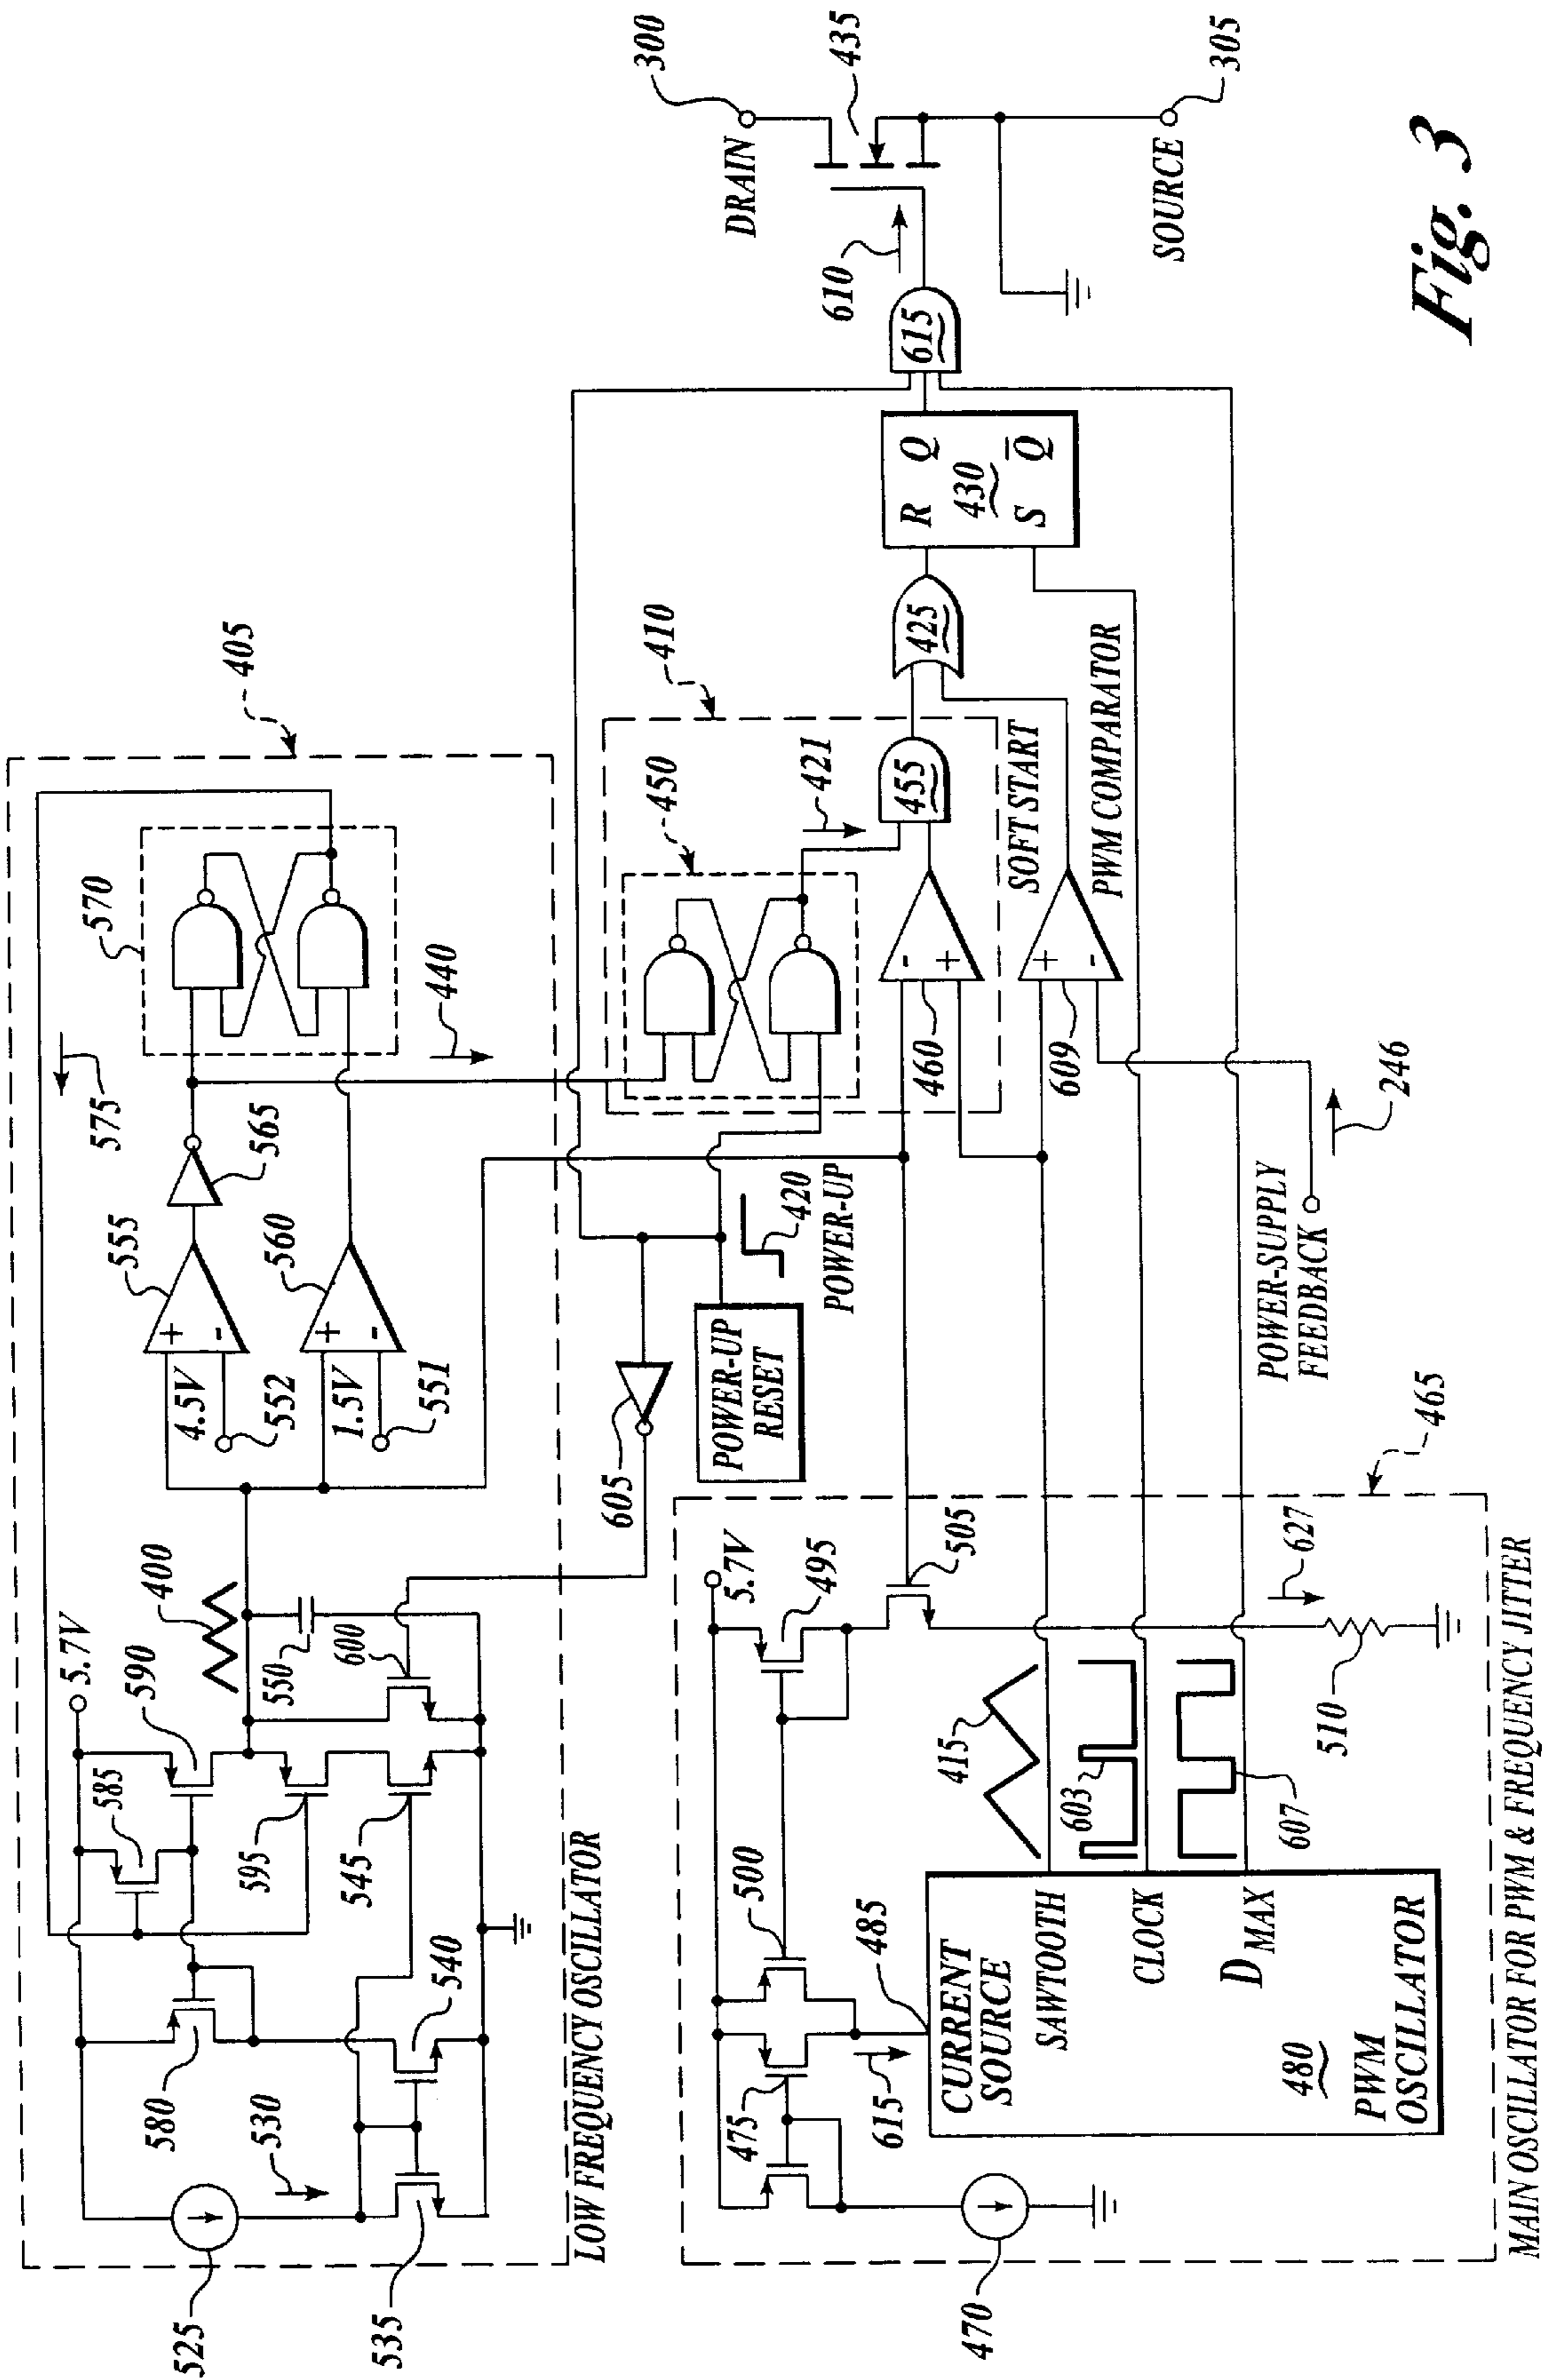 405
575
570
555
565
5.7V
590
585
400
4.5V
552
560
440
1.5V
551
580
595
550
600
545
530
540
525
535
LOW FREQUENCY OSCILLATOR
605
POWER-UP
RESET
420
POWER-UP
450
410
421
455
460
SOFT START
PWM COMPARATOR
609
425
R Q
430
S Q̅
615
610
DRAIN
300
435
SOURCE
305
POWER-SUPPLY
FEEDBACK
246
465
5.7V
495
505
500
475
615
485
470
CURRENT
SOURCE
SAWTOOTH
CLOCK
D MAX
480
PWM
OSCILLATOR
415
603
607
627
510
MAIN OSCILLATOR FOR PWM & FREQUENCY JITTER
Fig. 3
+
-
+
-
-
+
+
-